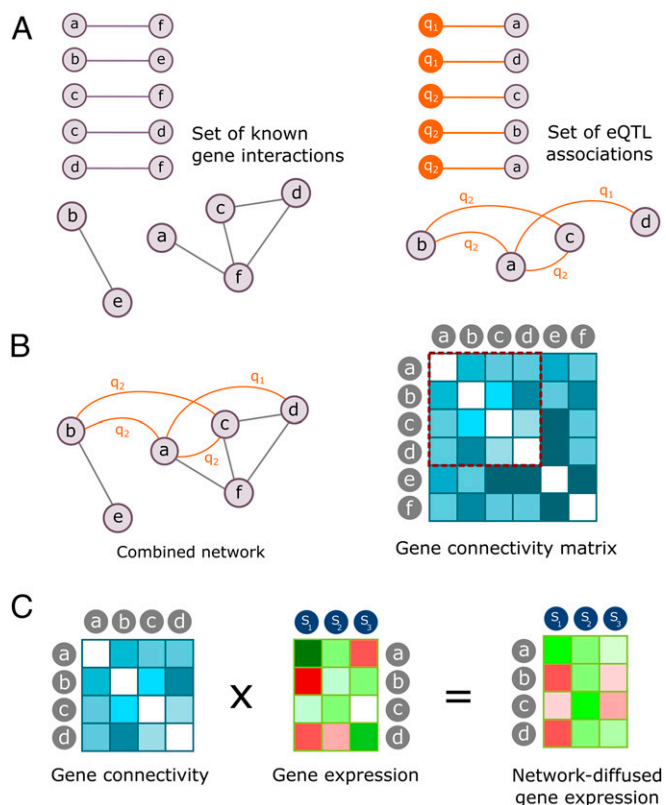 A
a f
b e
c f
c d
d f
Set of known
gene interactions
b
e
a c d f
q1 a
q1 d
q2 c
q2 b
q2 a
Set of eQTL
associations
q2 q1
b q2 a c d
q2
B
q2 q1
b q2 a q2 c d
f
e
Combined network
a b c d e f
a
b
c
d
e
f
Gene connectivity matrix
C
a b c d
a
b
c
d
Gene connectivity
x
S1 S2 S3
a
b
c
d
Gene expression
=
S1 S2 S3
a
b
c
d
Network-diffused
gene expression